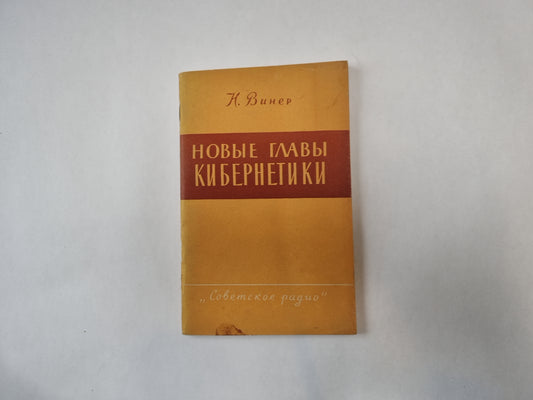 Н. Винер
НОВЫЕ ГЛАВЫ
КИБЕРНЕТИКИ
„Советское радио"